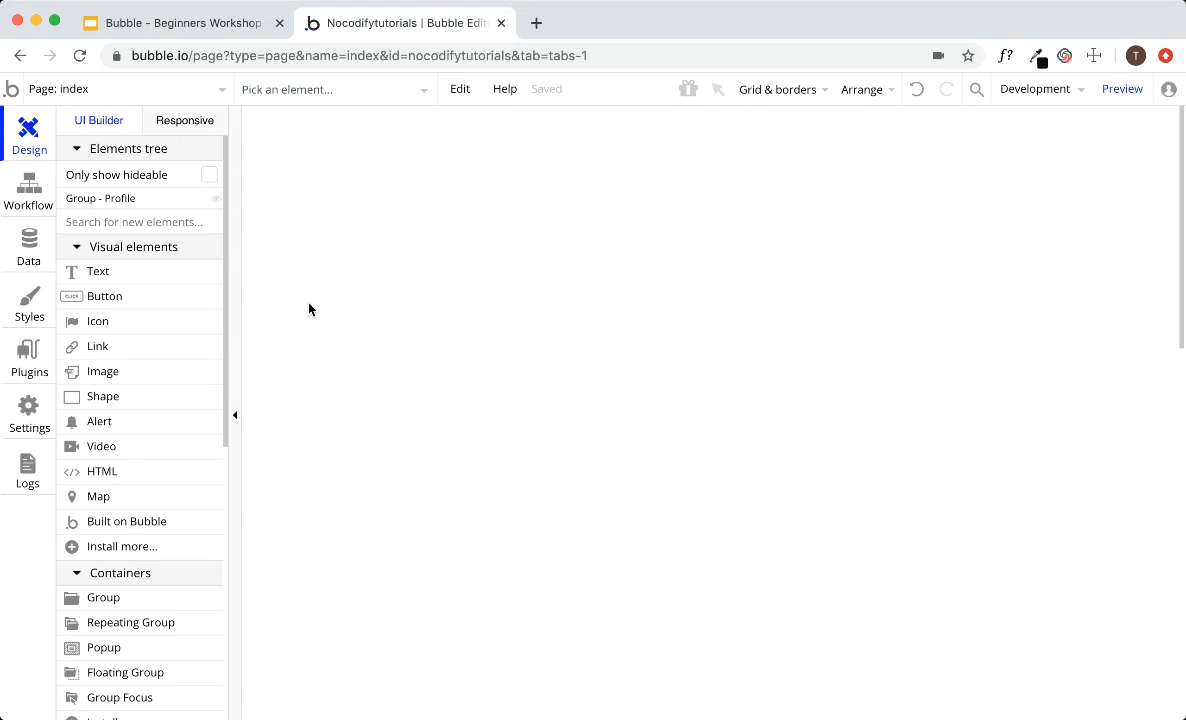 Bubble - Beginners Workshop
Nocodifytutorials | Bubble Edit
bubble.io/page?type=page&name=index&id=nocodifytutorials&tab=tabs-1
f?
T
Page: index
Pick an element...
Edit
Help
Saved
Grid & borders
Arrange
Development
Preview
Design
Workflow
Data
Styles
Plugins
Settings
Logs
UI Builder
Responsive
Elements tree
Only show hideable
Group - Profile
Search for new elements...
Visual elements
Text
CLICK
Button
Icon
Link
Image
Shape
Alert
Video
HTML
Map
Built on Bubble
Install more...
Containers
Group
Repeating Group
Popup
Floating Group
Group Focus